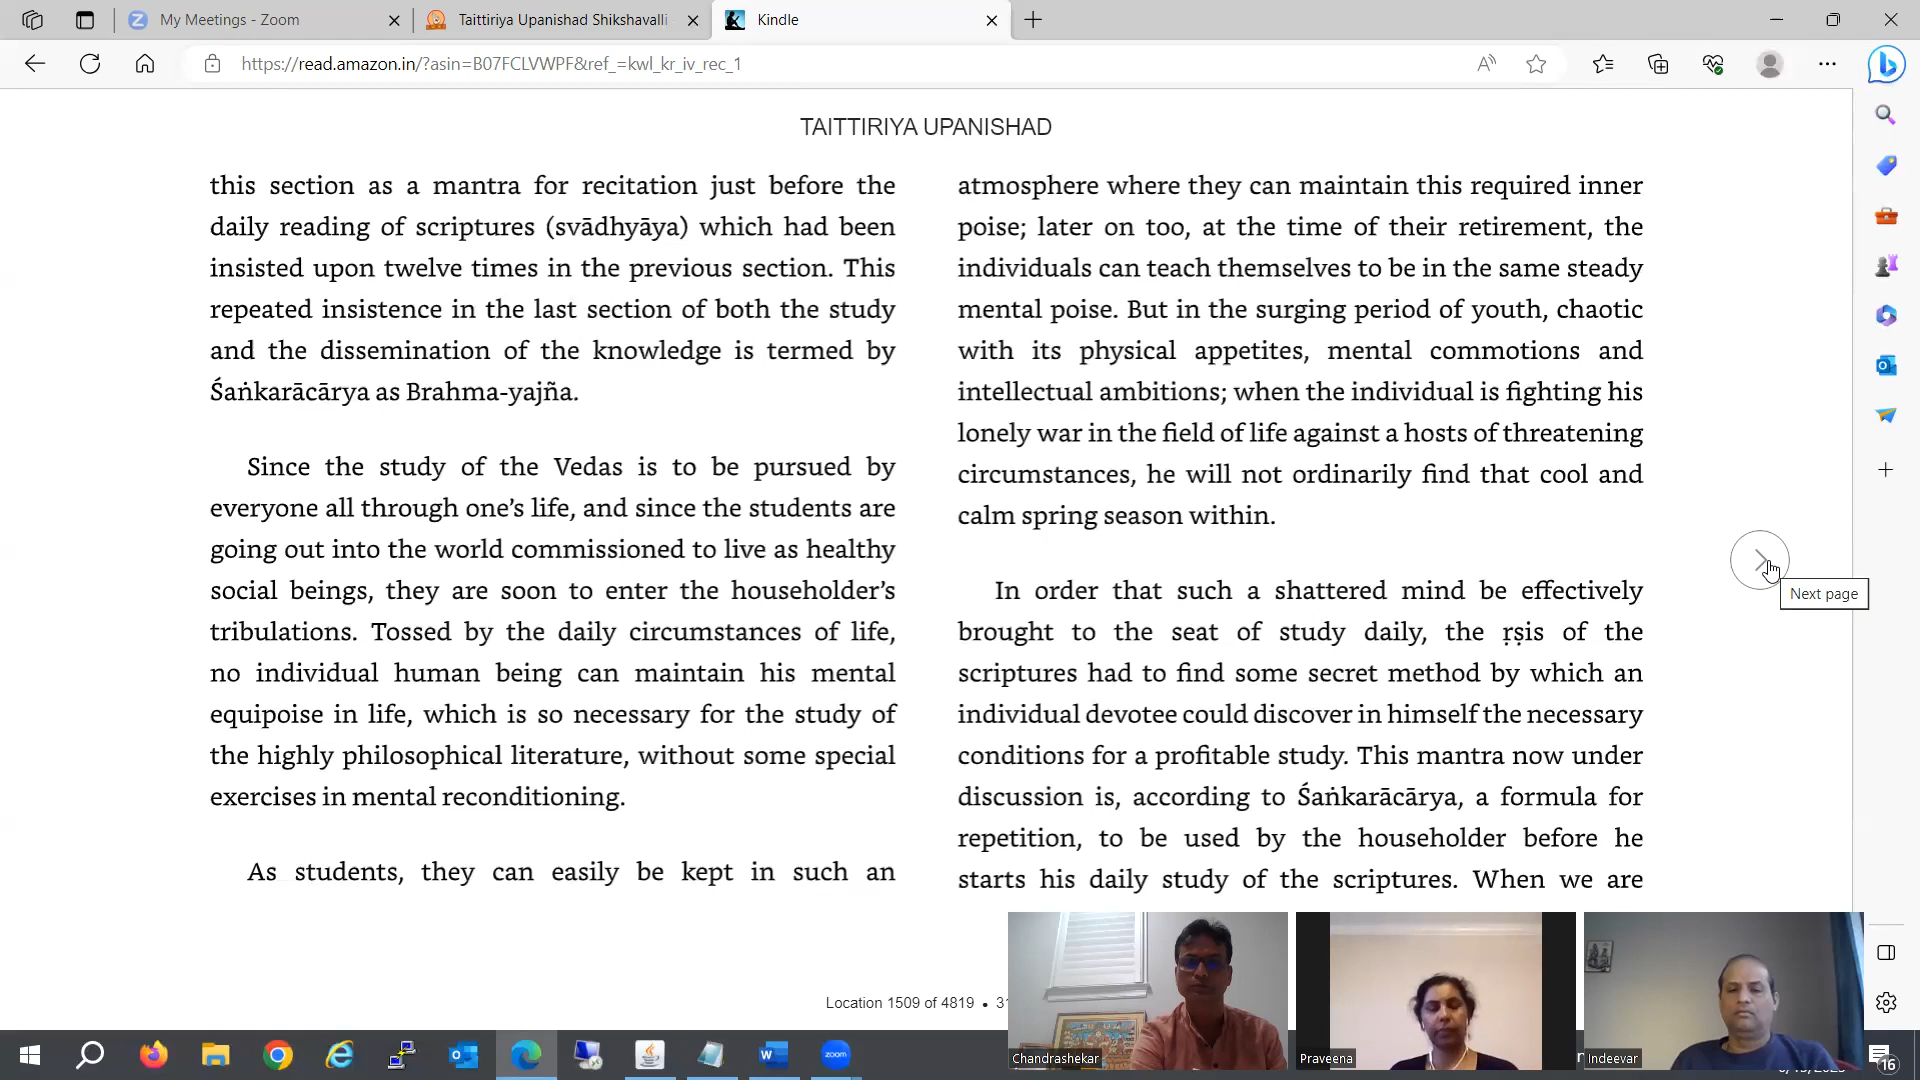 My Meetings - Zoom
Taittiriya Upanishad Shikshavalli
Kindle
https://read.amazon.in/?asin=B07FCLVWPF&ref_=kwl_kr_iv_rec_1
TAITTIRIYA UPANISHAD
this section as a mantra for recitation just before the
daily reading of scriptures (svādhyāya) which had been
insisted upon twelve times in the previous section. This
repeated insistence in the last section of both the study
and the dissemination of the knowledge is termed by
Śaṅkarācārya as Brahma-yajña.
Since the study of the Vedas is to be pursued by
everyone all through one’s life, and since the students are
going out into the world commissioned to live as healthy
social beings, they are soon to enter the householder’s
tribulations. Tossed by the daily circumstances of life,
no individual human being can maintain his mental
equipoise in life, which is so necessary for the study of
the highly philosophical literature, without some special
exercises in mental reconditioning.
As students, they can easily be kept in such an
atmosphere where they can maintain this required inner
poise; later on too, at the time of their retirement, the
individuals can teach themselves to be in the same steady
mental poise. But in the surging period of youth, chaotic
with its physical appetites, mental commotions and
intellectual ambitions; when the individual is fighting his
lonely war in the field of life against a hosts of threatening
circumstances, he will not ordinarily find that cool and
calm spring season within.
In order that such a shattered mind be effectively
brought to the seat of study daily, the ṛṣis of the
scriptures had to find some secret method by which an
individual devotee could discover in himself the necessary
conditions for a profitable study. This mantra now under
discussion is, according to Śaṅkarācārya, a formula for
repetition, to be used by the householder before he
starts his daily study of the scriptures. When we are
Next page
Location 1509 of 4819 •
Chandrashekar
Praveena
Indeevar
zoom
16